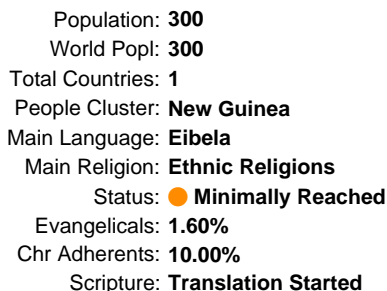 Population: 300
World Popl: 300
Total Countries: 1
People Cluster: New Guinea
Main Language: Eibela
Main Religion: Ethnic Religions
Status: Minimally Reached
Evangelicals: 1.60%
Chr Adherents: 10.00%
Scripture: Translation Started